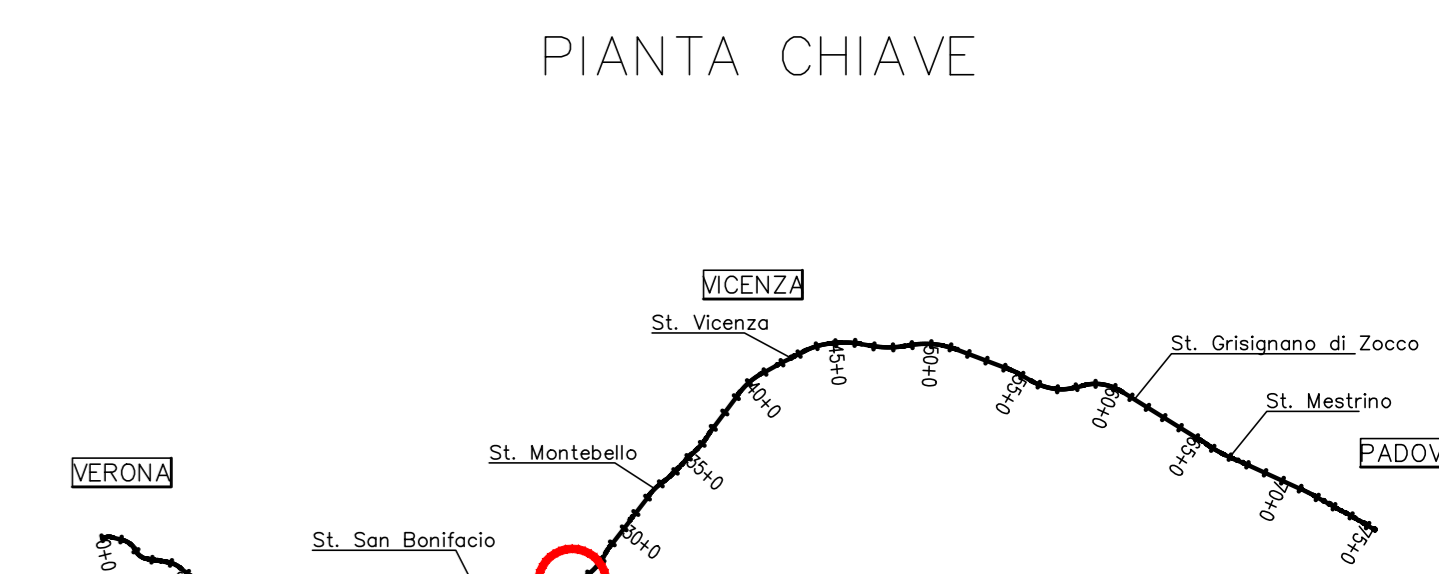 PIANTA CHIAVE
VICENZA
St. Vicenza
St. Grisignano di Zocco
45+0
50+0
55+0
60+0
40+0
St. Mestrino
St. Montebello
PADOV
VERONA
35+0
65+0
70+0
St. San Bonifacio
30+0
0+0
75+0